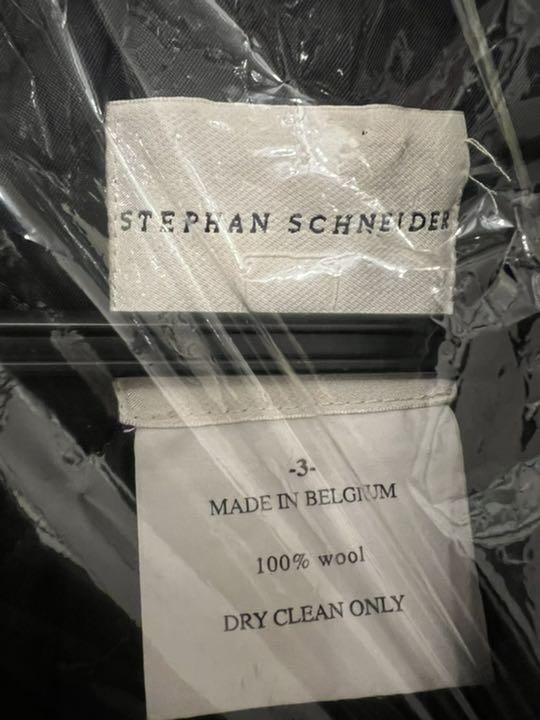 STEPHAN SCHNEIDER
-3-
MADE IN BELGIUM
100% wool
DRY CLEAN ONLY